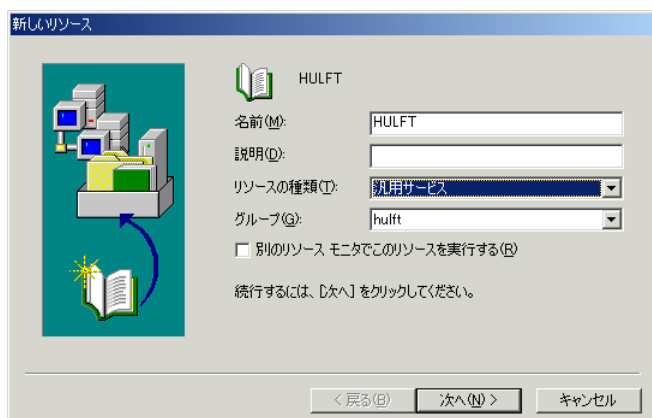 新しいリソース
HULFT
名前(M): HULFT
説明(D):
リソースの種類(T): 汎用サービス
グループ(G): hulft
別のリソース モニタでこのリソースを実行する(R)
続行するには、[次へ] をクリックしてください。
< 戻る(B) 次へ(N) > キャンセル